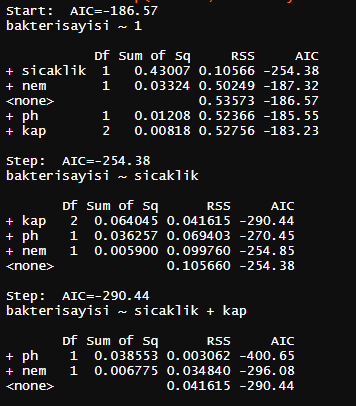 Start:  AIC=-186.57
bakterisayisi ~ 1
Df Sum of Sq RSS AIC
+ sicaklik 1 0.43007 0.10566 -254.38
+ nem 1 0.03324 0.50249 -187.32
<none> 0.53573 -186.57
+ ph 1 0.01208 0.52366 -185.55
+ kap 2 0.00818 0.52756 -183.23
Step:  AIC=-254.38
bakterisayisi ~ sicaklik
Df Sum of Sq RSS AIC
+ kap 2 0.064045 0.041615 -290.44
+ ph 1 0.036257 0.069403 -270.45
+ nem 1 0.005900 0.099760 -254.85
<none> 0.105660 -254.38
Step:  AIC=-290.44
bakterisayisi ~ sicaklik + kap
Df Sum of Sq RSS AIC
+ ph 1 0.038553 0.003062 -400.65
+ nem 1 0.006775 0.034840 -296.08
<none> 0.041615 -290.44